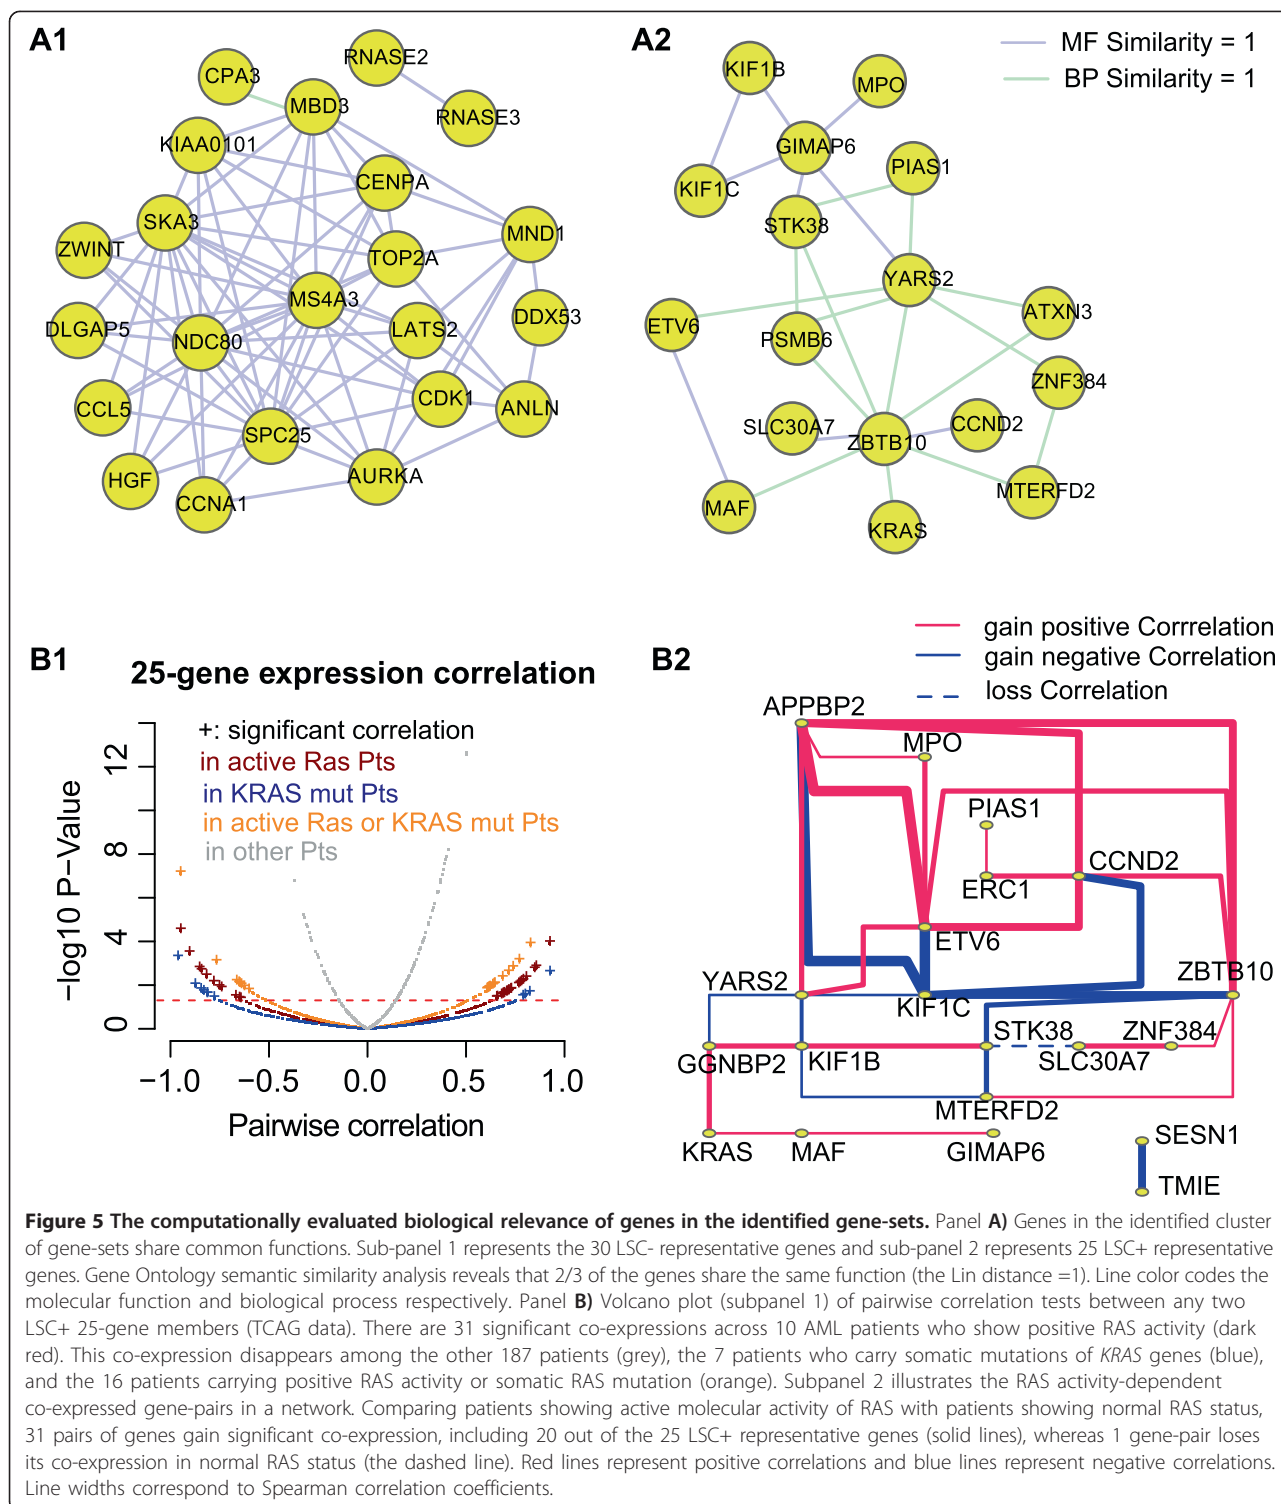 A1
RNASE2
CPA3
MBD3
RNASE3
KIAA0101
CENPA
SKA3
MND1
ZWINT
TOP2A
MS4A3
DDX53
DLGAP5
NDC80
LATS2
CCL5
CDK1
ANLN
SPC25
HGF
AURKA
CCNA1
A2
MF Similarity = 1
BP Similarity = 1
KIF1B
MPO
GIMAP6
PIAS1
KIF1C
STK38
YARS2
ETV6
ATXN3
PSMB6
ZNF384
SLC30A7
CCND2
ZBTB10
MTERFD2
MAF
KRAS
B1
25-gene expression correlation
+: significant correlation
in active Ras Pts
in KRAS mut Pts
in active Ras or KRAS mut Pts
in other Pts
−log10 P−Value
12
8
4
0
−1.0 −0.5 0.0 0.5 1.0
Pairwise correlation
B2
gain positive Corrrelation
gain negative Correlation
loss Correlation
APPBP2
MPO
PIAS1
CCND2
ERC1
ETV6
YARS2
ZBTB10
KIF1C
STK38
ZNF384
GGNBP2
KIF1B
SLC30A7
MTERFD2
KRAS
MAF
GIMAP6
SESN1
TMIE
Figure 5 The computationally evaluated biological relevance of genes in the identified gene-sets. Panel A) Genes in the identified cluster
of gene-sets share common functions. Sub-panel 1 represents the 30 LSC- representative genes and sub-panel 2 represents 25 LSC+ representative
genes. Gene Ontology semantic similarity analysis reveals that 2/3 of the genes share the same function (the Lin distance =1). Line color codes the
molecular function and biological process respectively. Panel B) Volcano plot (subpanel 1) of pairwise correlation tests between any two
LSC+ 25-gene members (TCAG data). There are 31 significant co-expressions across 10 AML patients who show positive RAS activity (dark
red). This co-expression disappears among the other 187 patients (grey), the 7 patients who carry somatic mutations of KRAS genes (blue),
and the 16 patients carrying positive RAS activity or somatic RAS mutation (orange). Subpanel 2 illustrates the RAS activity-dependent
co-expressed gene-pairs in a network. Comparing patients showing active molecular activity of RAS with patients showing normal RAS status,
31 pairs of genes gain significant co-expression, including 20 out of the 25 LSC+ representative genes (solid lines), whereas 1 gene-pair loses
its co-expression in normal RAS status (the dashed line). Red lines represent positive correlations and blue lines represent negative correlations.
Line widths correspond to Spearman correlation coefficients.